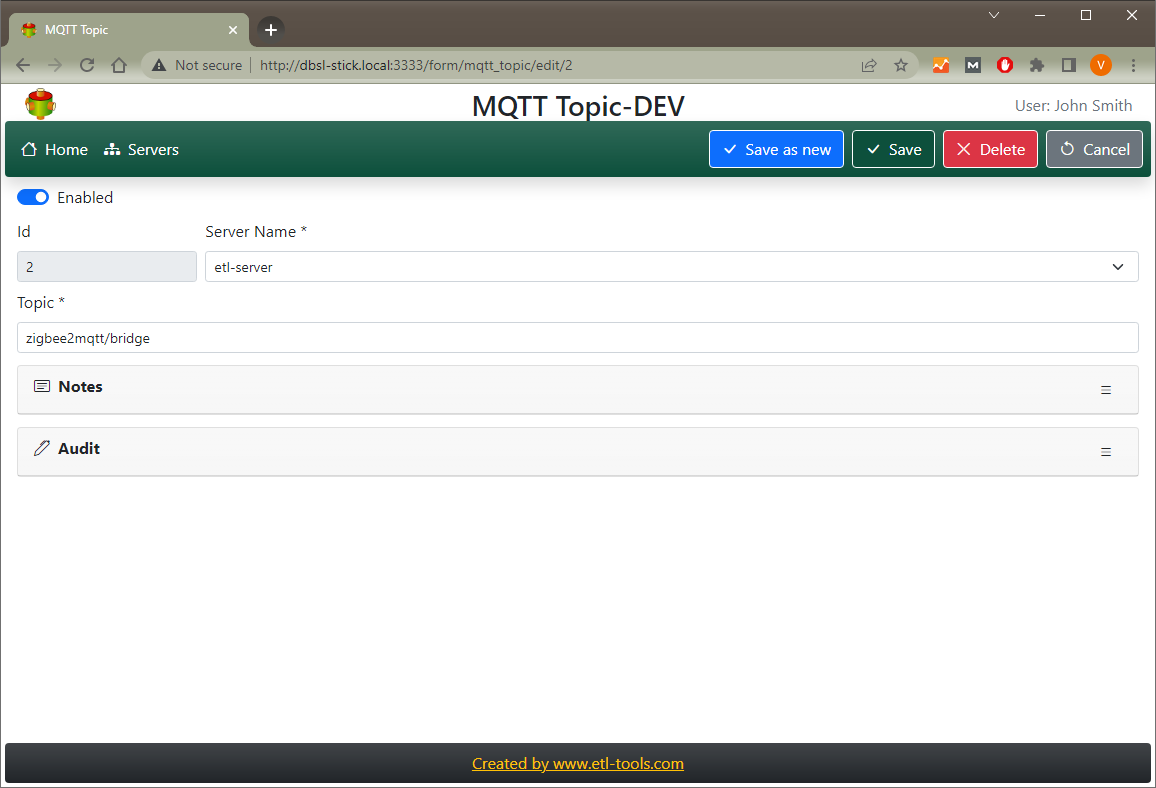 MQTT Topic
Not secure http://dbsl-stick.local:3333/form/mqtt_topic/edit/2
M
V
MQTT Topic-DEV
User: John Smith
Home Servers Save as new Save Delete Cancel
Enabled
Id Server Name *
2 etl-server
Topic *
zigbee2mqtt/bridge
Notes
Audit
Created by www.etl-tools.com